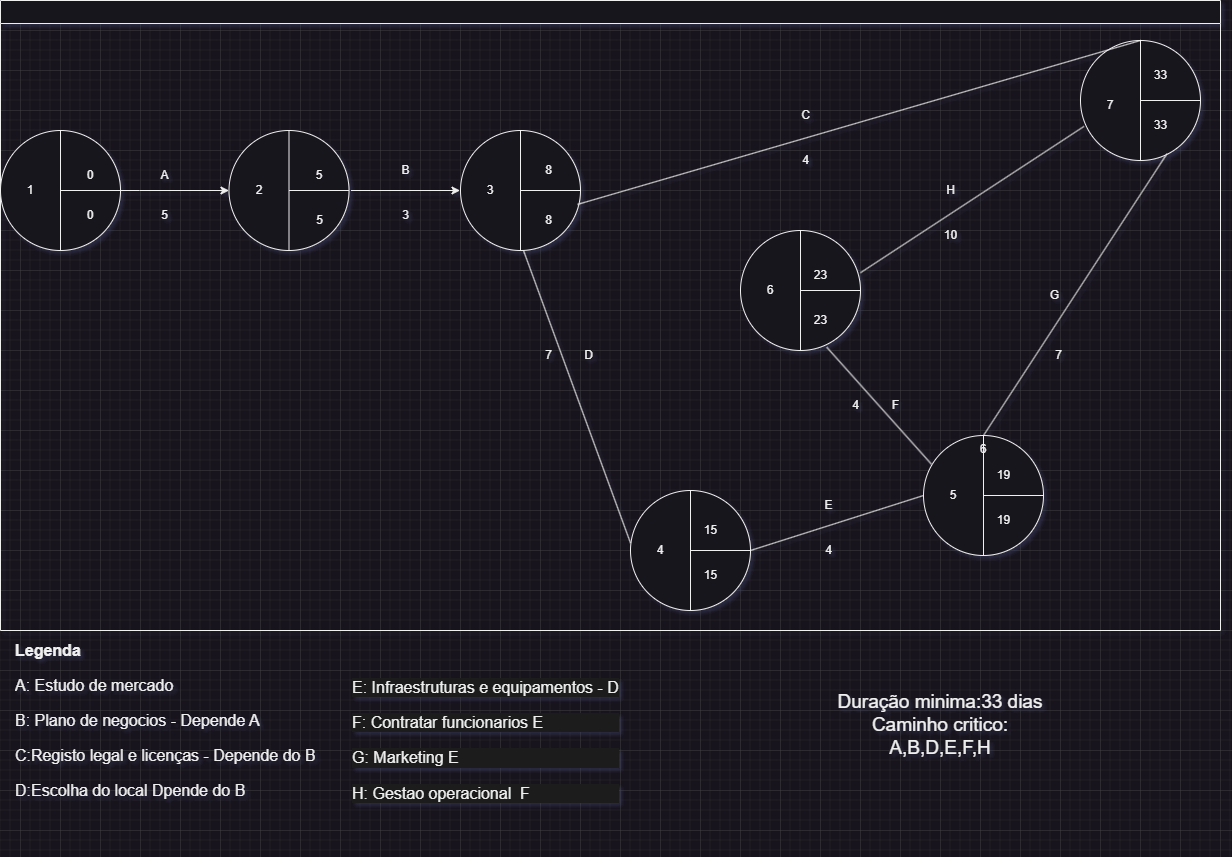 C
4
7
33
33
1
0
0
A
5
2
5
5
B
3
3
8
8
H
10
6
23
23
G
7
7
D
4
F
6
5
19
19
4
15
15
E
4
Legenda
A: Estudo de mercado
B: Plano de negocios - Depende A
C:Registo legal e licenças - Depende do B
D:Escolha do local Dpende do B
E: Infraestruturas e equipamentos - D
F: Contratar funcionarios E
G: Marketing E
H: Gestao operacional  F
Duração minima:33 dias
Caminho critico:
A,B,D,E,F,H